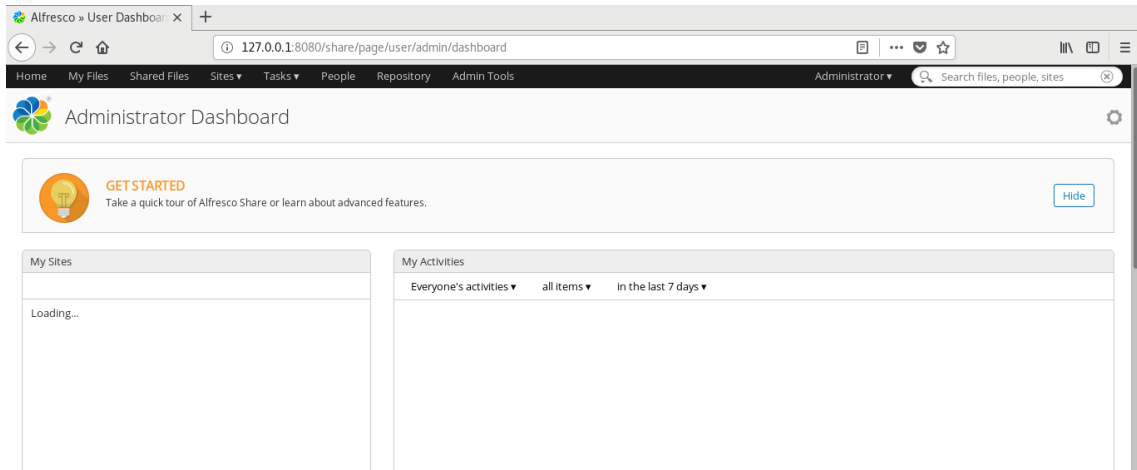 Alfresco » User Dashboar
127.0.0.1:8080/share/page/user/admin/dashboard
Home My Files Shared Files Sites ▾ Tasks ▾ People Repository Admin Tools Administrator ▾ Search files, people, sites
Administrator Dashboard
GET STARTED
Take a quick tour of Alfresco Share or learn about advanced features.
Hide
My Sites
Loading...
My Activities
Everyone's activities ▾ all items ▾ in the last 7 days ▾